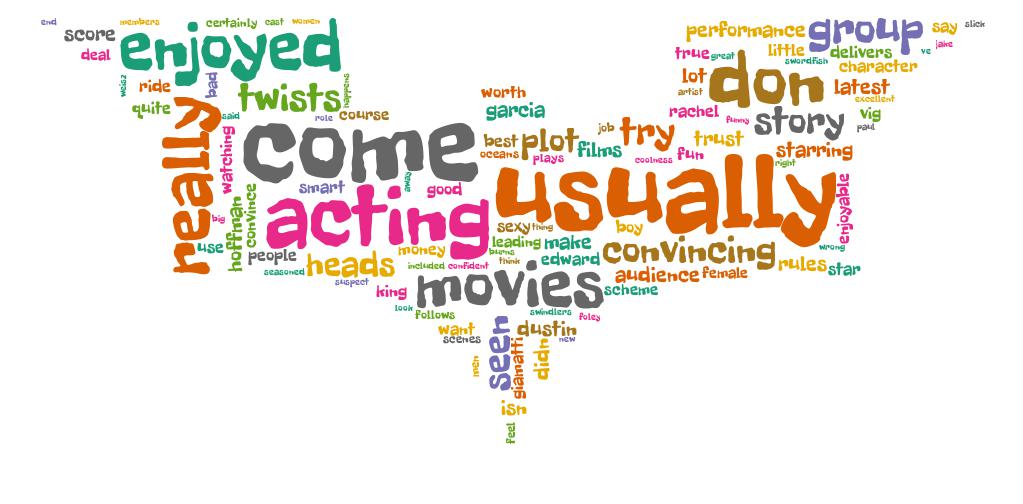 end
members
certainly
cast
women
score
enjoyed
deal
weisz
ride
bad
quite
twists
happens
said
role
course
really
watching
come
smart
away
good
acting
big
hoffman
convince
use
people
seasoned
heads
money
included
confident
suspect
king
look
follows
worth
garcia
best
plot
oceans
plays
job
films
try
coolness
fun
usually
sexy
thing
boy
leading
make
burns
think
edward
convincing
audience
female
movies
scheme
swindlers
foley
want
scenes
seen
dustin
new
men
giamatti
didn
isn
feel
performance
group
say
slick
true
great
little
swordfish
delivers
ve
jake
character
lot
artist
don
latest
excellent
rachel
funny
story
vig
paul
trust
starring
right
enjoyable
wrong
rules
star